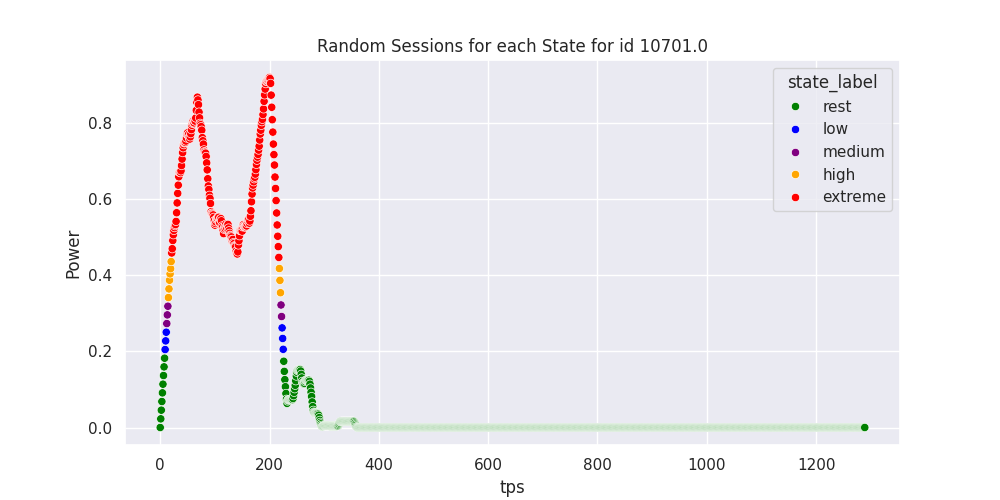 Random Sessions for each State for id 10701.0
state_label
rest
low
medium
high
extreme
Power
0.8
0.6
0.4
0.2
0.0
0 200 400 600 800 1000 1200
tps